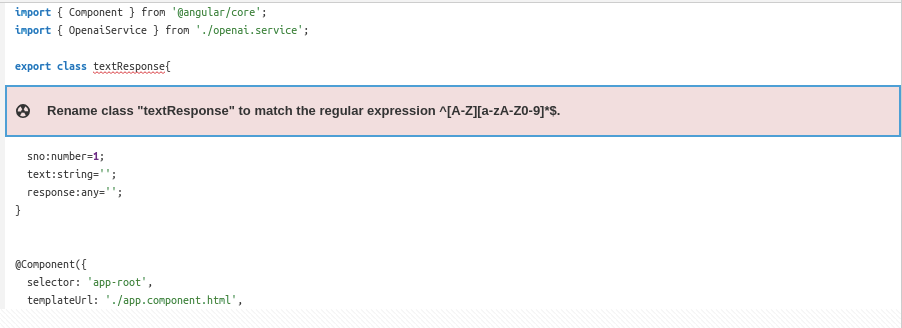 import { Component } from '@angular/core';
import { OpenaiService } from './openai.service';
export class textResponse{
Rename class "textResponse" to match the regular expression ^[A-Z][a-zA-Z0-9]*$.
sno:number=1;
text:string='';
response:any='';
}
@Component({
selector: 'app-root',
templateUrl: './app.component.html',